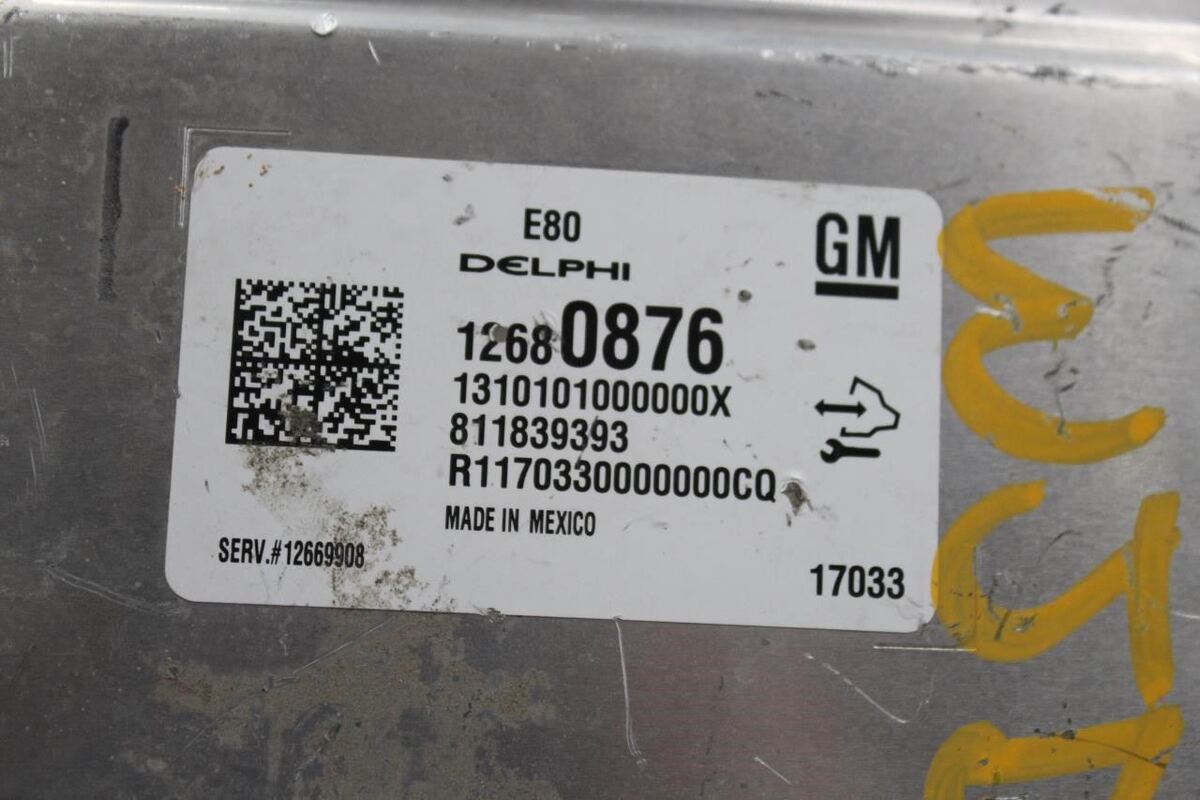 E80
DELPHI
GM
12680876
1310101000000X
811839393
R1170330000000CQ
MADE IN MEXICO
SERV.#12669908
17033